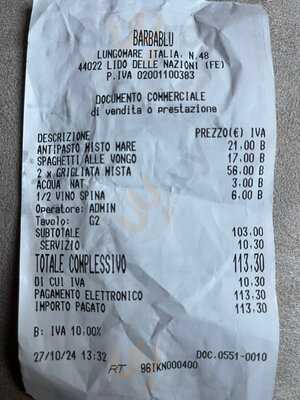 BARBABLU
LUNGOMARE ITALIA, N.48
44022 LIDO DELLE NAZIONI (FE)
P.IVA 02001100383
DOCUMENTO COMMERCIALE
di vendita o prestazione
DESCRIZIONE PREZZO(€) IVA
ANTIPASTO MISTO MARE 21,00 B
SPAGHETTI ALLE VONGO 17,00 B
2 x GRIGLIATA MISTA 56,00 B
ACQUA NAT 3,00 B
1/2 VINO SPINA 6,00 B
Operatore: ADMIN
Tavolo: G2
SUBTOTALE 103,00
SERVIZIO 10,30
TOTALE COMPLESSIVO 113,30
DI CUI IVA 10,30
PAGAMENTO ELETTRONICO 113,30
IMPORTO PAGATO 113,30
B: IVA 10,00%
27/10/24 13:32 DOC.0551-0010
RT 96IKN000400